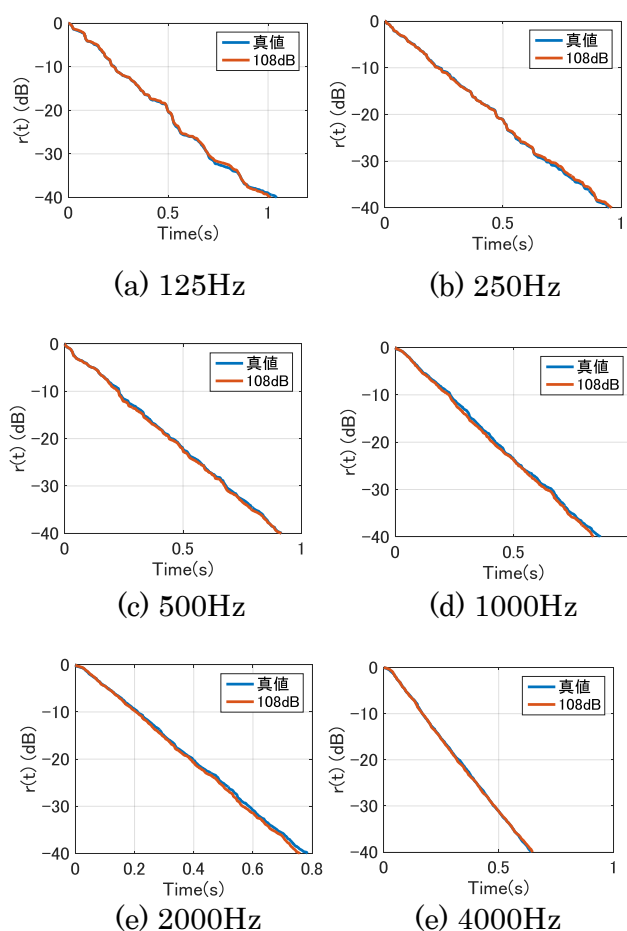 0
真値
108dB
-10
-20
-30
-40
r(t) (dB)
0 0.5 1
Time(s)
(a) 125Hz
0
真値
108dB
-10
-20
-30
-40
r(t) (dB)
0 0.5 1
Time(s)
(b) 250Hz
0
真値
108dB
-10
-20
-30
-40
r(t) (dB)
0 0.5 1
Time(s)
(c) 500Hz
0
真値
108dB
-10
-20
-30
-40
r(t) (dB)
0 0.5
Time(s)
(d) 1000Hz
0
真値
108dB
-10
-20
-30
-40
r(t) (dB)
0 0.2 0.4 0.6 0.8
Time(s)
(e) 2000Hz
0
真値
108dB
-10
-20
-30
-40
r(t) (dB)
0 0.5 1
Time(s)
(e) 4000Hz